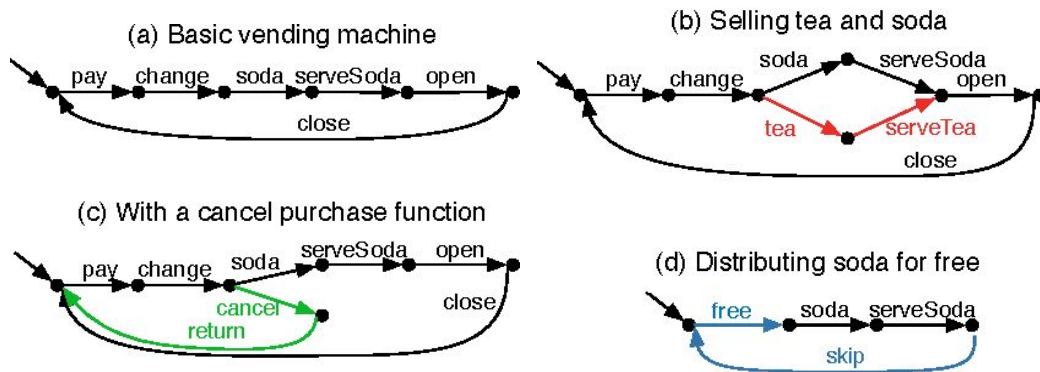 (a) Basic vending machine
pay change soda serveSoda open
close
(b) Selling tea and soda
soda serveSoda
pay change open
tea serveTea
close
(c) With a cancel purchase function
serveSoda open
pay change soda
cancel close
return
(d) Distributing soda for free
free soda serveSoda
skip